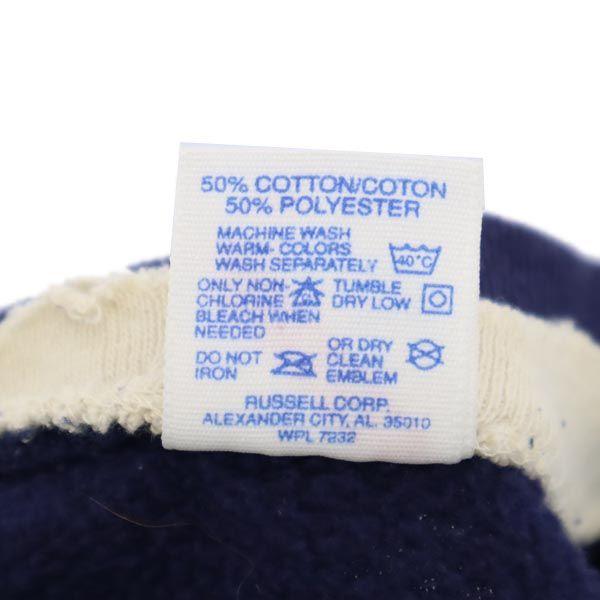 50% COTTON/COTON
50% POLYESTER
MACHINE WASH
WARM- COLORS
WASH SEPARATELY
40°C
ONLY NON-
CHLORINE
BLEACH WHEN
NEEDED
TUMBLE
DRY LOW
DO NOT
IRON
OR DRY
CLEAN
EMBLEM
RUSSELL CORP.
ALEXANDER CITY, AL. 35010
WPL 7232